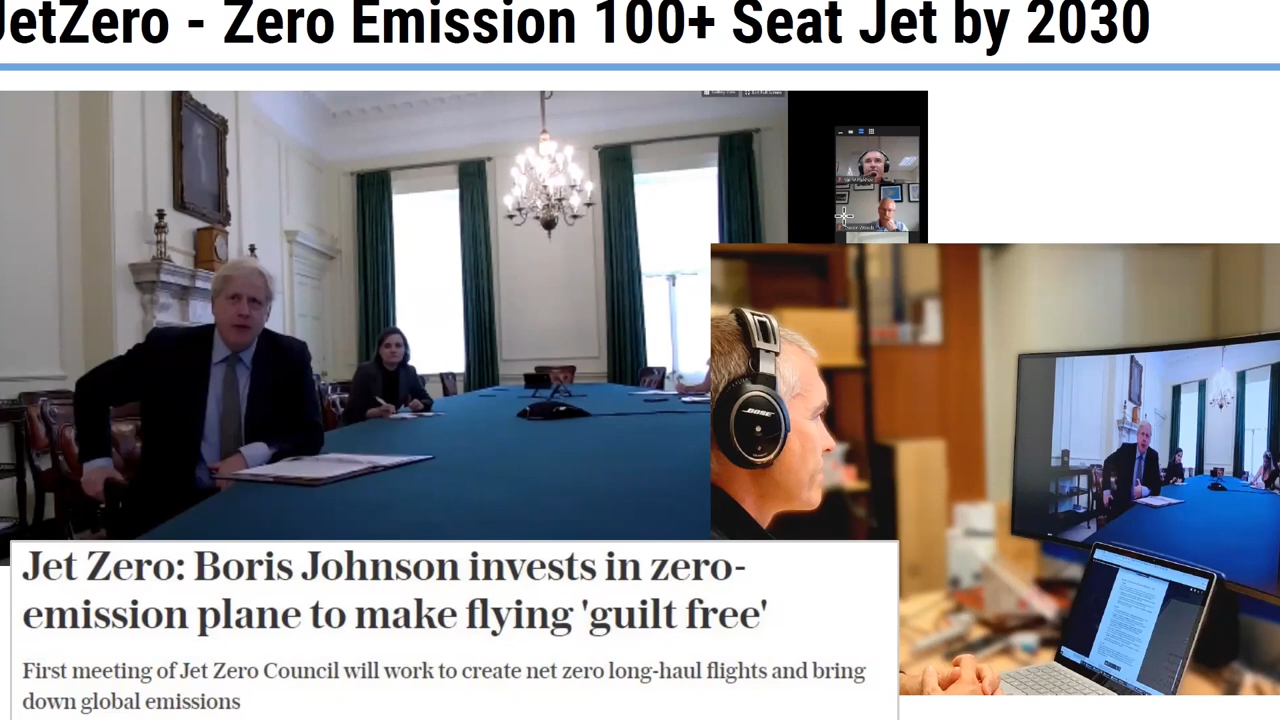 JetZero - Zero Emission 100+ Seat Jet by 2030
BOSE
Jet Zero: Boris Johnson invests in zero-
emission plane to make flying 'guilt free'
First meeting of Jet Zero Council will work to create net zero long-haul flights and bring
down global emissions